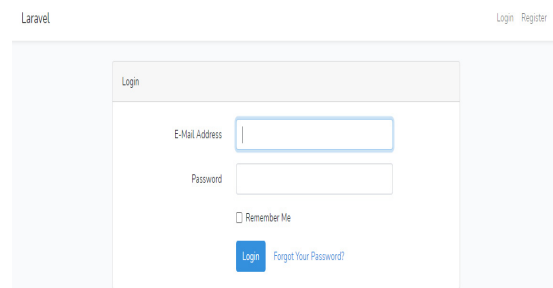 Laravel Login Register
Login
E-Mail Address
Password
Remember Me
Login Forgot Your Password?